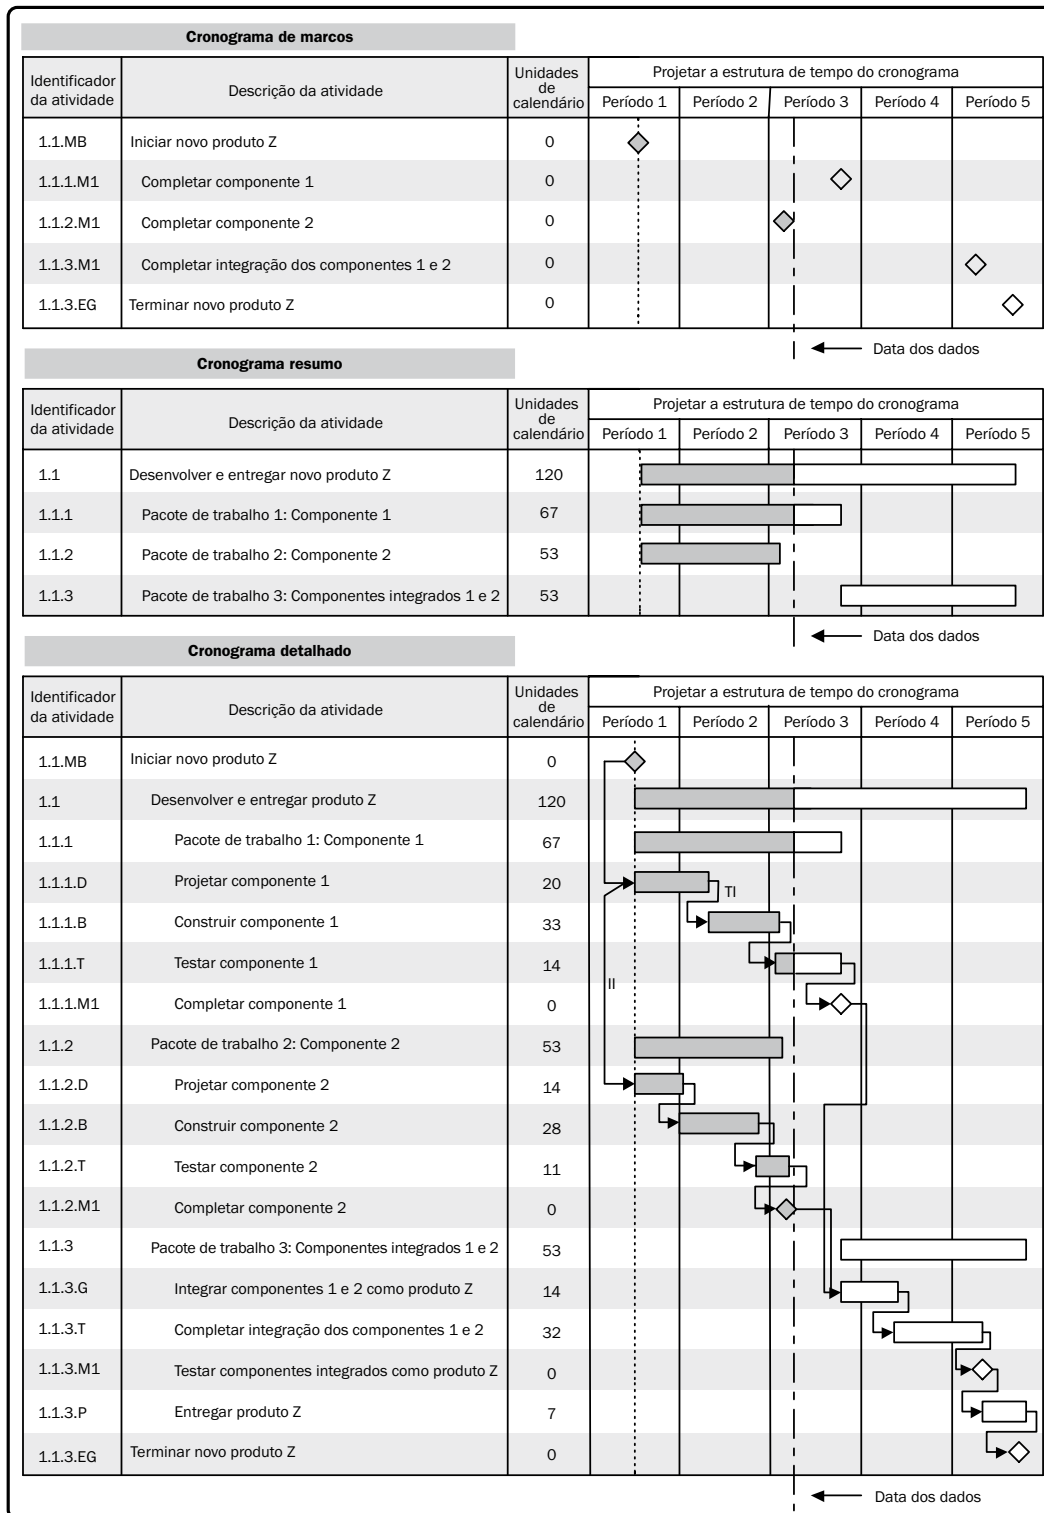 Cronograma de marcos
Identificador da atividade Descrição da atividade Unidades de calendário Projetar a estrutura de tempo do cronograma
Período 1 Período 2 Período 3 Período 4 Período 5
1.1.MB Iniciar novo produto Z 0
1.1.1.M1 Completar componente 1 0
1.1.2.M1 Completar componente 2 0
1.1.3.M1 Completar integração dos componentes 1 e 2 0
1.1.3.EG Terminar novo produto Z 0
Data dos dados
Cronograma resumo
Identificador da atividade Descrição da atividade Unidades de calendário Projetar a estrutura de tempo do cronograma
Período 1 Período 2 Período 3 Período 4 Período 5
1.1 Desenvolver e entregar novo produto Z 120
1.1.1 Pacote de trabalho 1: Componente 1 67
1.1.2 Pacote de trabalho 2: Componente 2 53
1.1.3 Pacote de trabalho 3: Componentes integrados 1 e 2 53
Data dos dados
Cronograma detalhado
Identificador da atividade Descrição da atividade Unidades de calendário Projetar a estrutura de tempo do cronograma
Período 1 Período 2 Período 3 Período 4 Período 5
1.1.MB Iniciar novo produto Z 0
1.1 Desenvolver e entregar produto Z 120
1.1.1 Pacote de trabalho 1: Componente 1 67
1.1.1.D Projetar componente 1 20
TI
1.1.1.B Construir componente 1 33
1.1.1.T Testar componente 1 14
II
1.1.1.M1 Completar componente 1 0
1.1.2 Pacote de trabalho 2: Componente 2 53
1.1.2.D Projetar componente 2 14
1.1.2.B Construir componente 2 28
1.1.2.T Testar componente 2 11
1.1.2.M1 Completar componente 2 0
1.1.3 Pacote de trabalho 3: Componentes integrados 1 e 2 53
1.1.3.G Integrar componentes 1 e 2 como produto Z 14
1.1.3.T Completar integração dos componentes 1 e 2 32
1.1.3.M1 Testar componentes integrados como produto Z 0
1.1.3.P Entregar produto Z 7
1.1.3.EG Terminar novo produto Z 0
Data dos dados